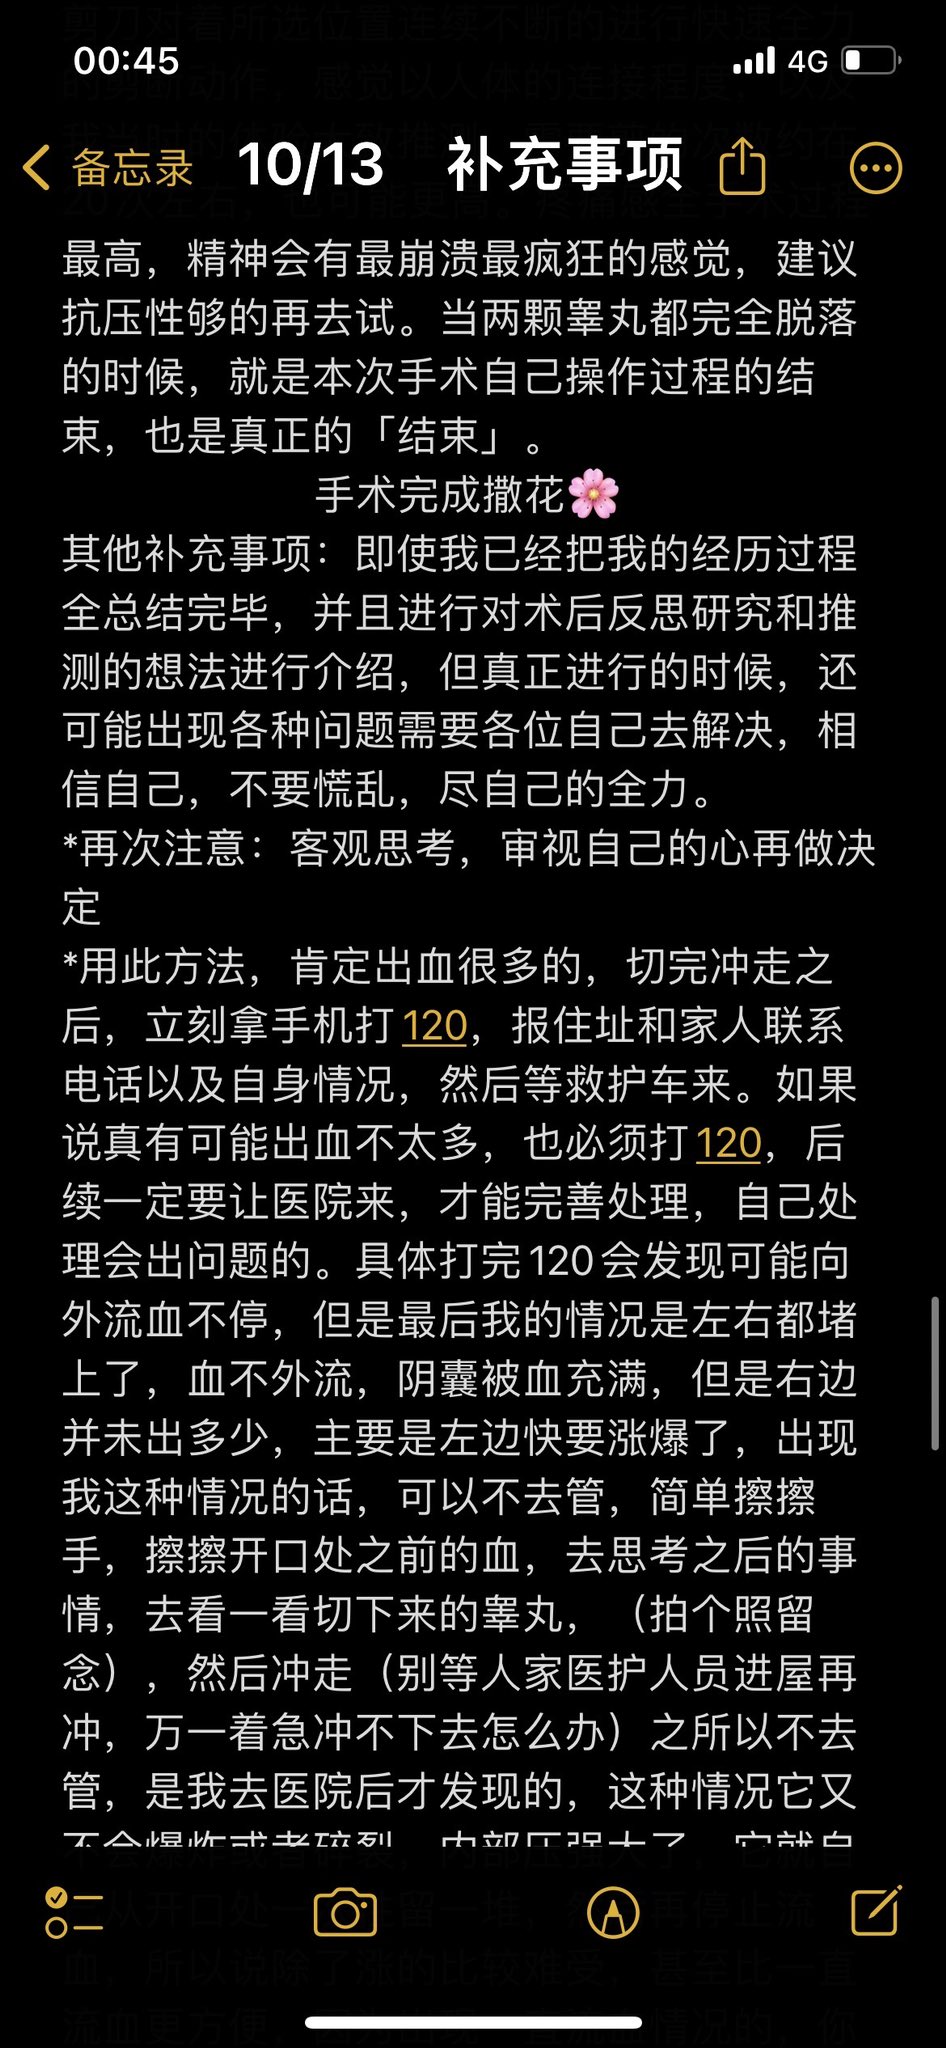 00:45
4G
备忘录
10/13 补充事项
最高，精神会有最崩溃最疯狂的感觉，建议
抗压性够的再去试。当两颗睾丸都完全脱落
的时候，就是本次手术自己操作过程的结
束，也是真正的「结束」。
手术完成撒花🌸
其他补充事项：即使我已经把我的经历过程
全总结完毕，并且进行对术后反思研究和推
测的想法进行介绍，但真正进行的时候，还
可能出现各种问题需要各位自己去解决，相
信自己，不要慌乱，尽自己的全力。
*再次注意：客观思考，审视自己的心再做决
定
*用此方法，肯定出血很多的，切完冲走之
后，立刻拿手机打120，报住址和家人联系
电话以及自身情况，然后等救护车来。如果
说真有可能出血不太多，也必须打120，后
续一定要让医院来，才能完善处理，自己处
理会出问题的。具体打完120会发现可能向
外流血不停，但是最后我的情况是左右都堵
上了，血不外流，阴囊被血充满，但是右边
并未出多少，主要是左边快要涨爆了，出现
我这种情况的话，可以不去管，简单擦擦
手，擦擦开口处之前的血，去思考之后的事
情，去看一看切下来的睾丸，（拍个照留
念），然后冲走（别等人家医护人员进屋再
冲，万一着急冲不下去怎么办）之所以不去
管，是我去医院后才发现的，这种情况它又